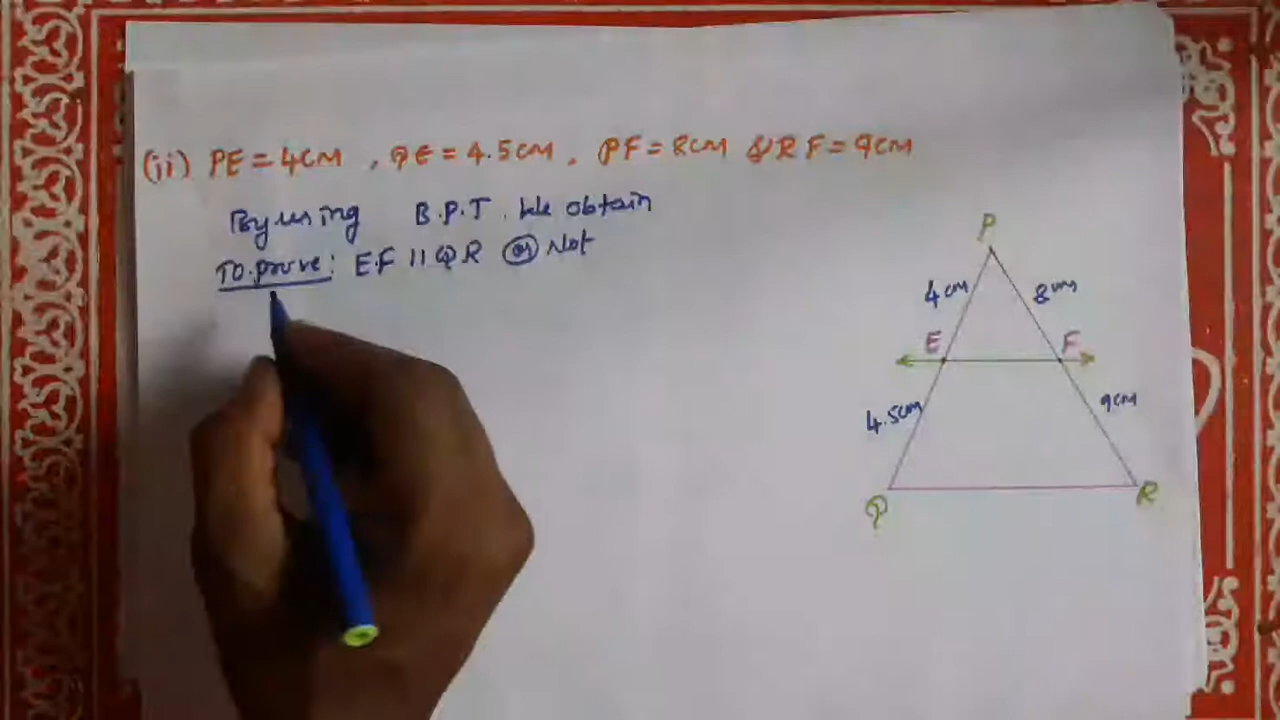 (ii) PE = 4CM , QE = 4.5CM , PF = 8CM & RF = 9CM
By using B.P.T. We obtain
TO prove: EF || QR or Not
P
4cm 8cm
E F
4.5cm 9cm
Q R